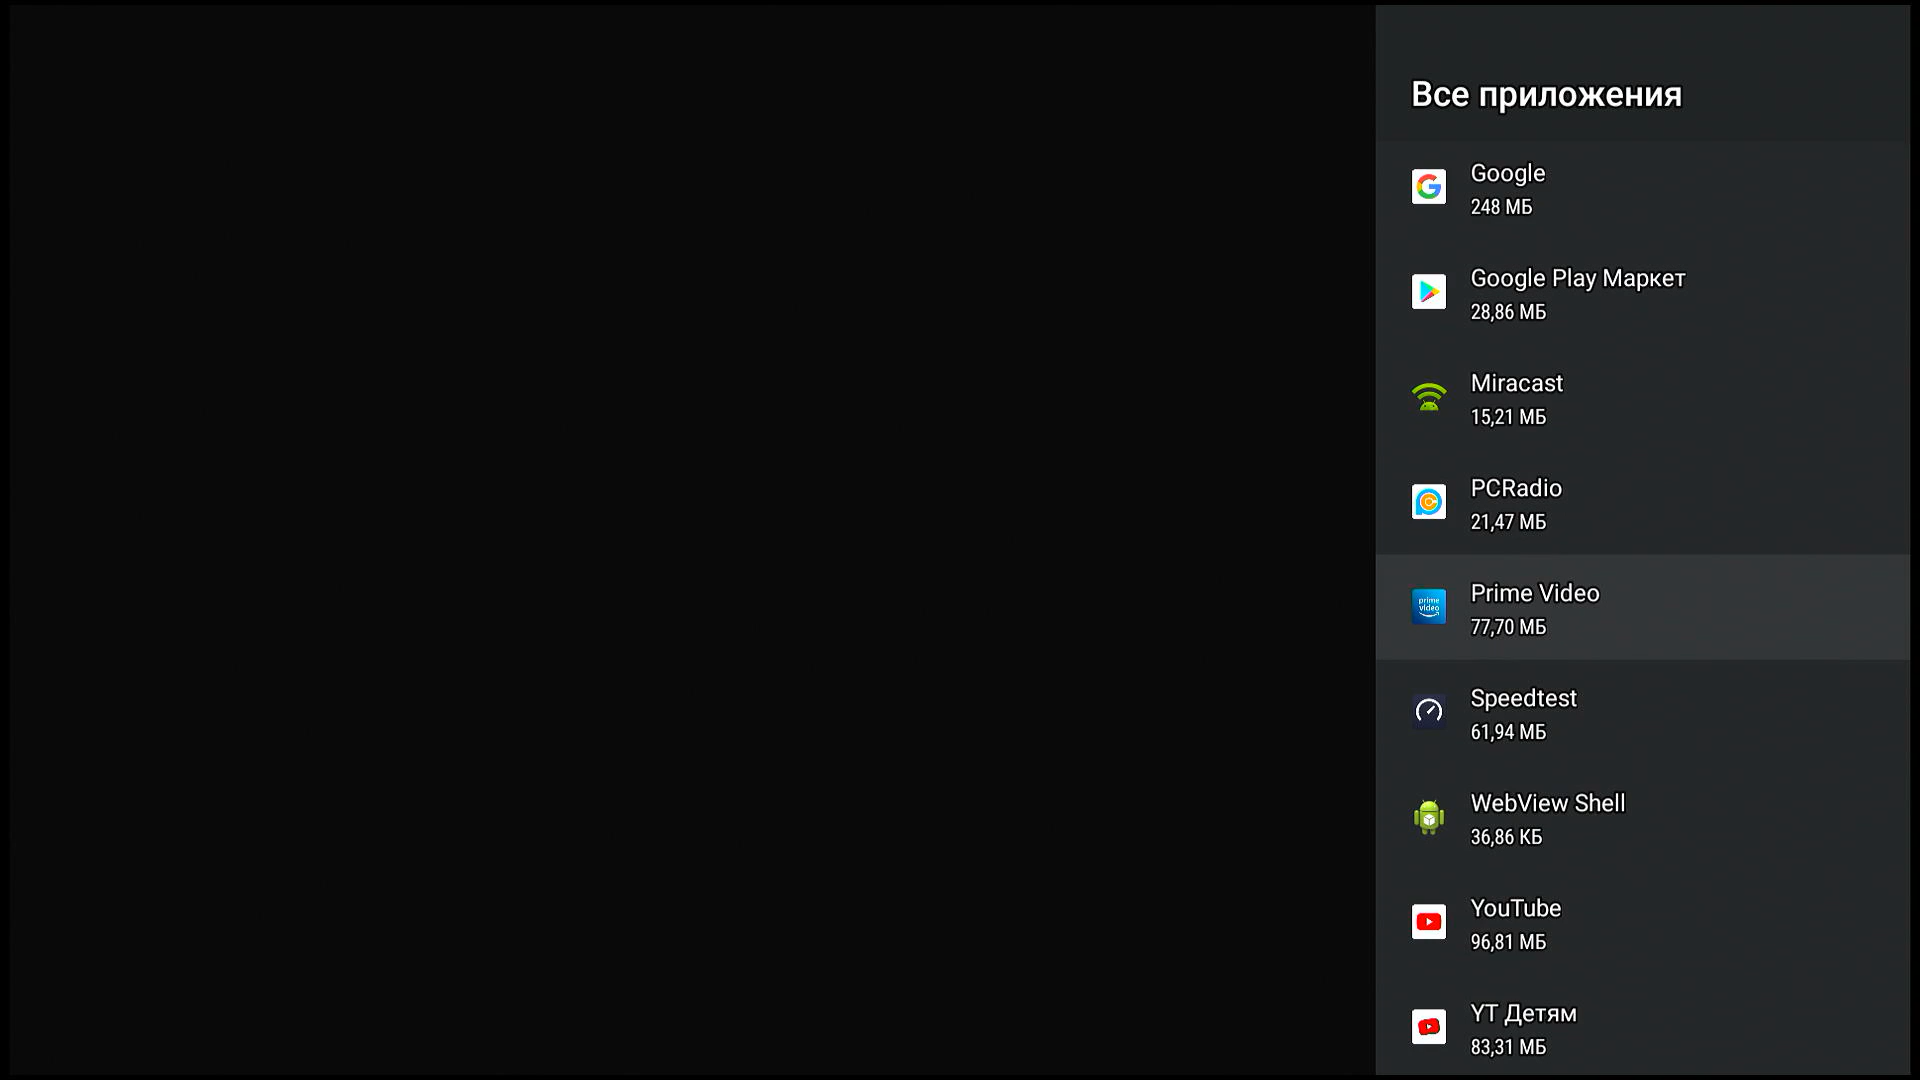 Все приложения
Google
248 МБ
Google Play Маркет
28,86 МБ
Miracast
15,21 МБ
PCRadio
21,47 МБ
prime
video
Prime Video
77,70 МБ
Speedtest
61,94 МБ
WebView Shell
36,86 КБ
YouTube
96,81 МБ
YT Детям
83,31 МБ